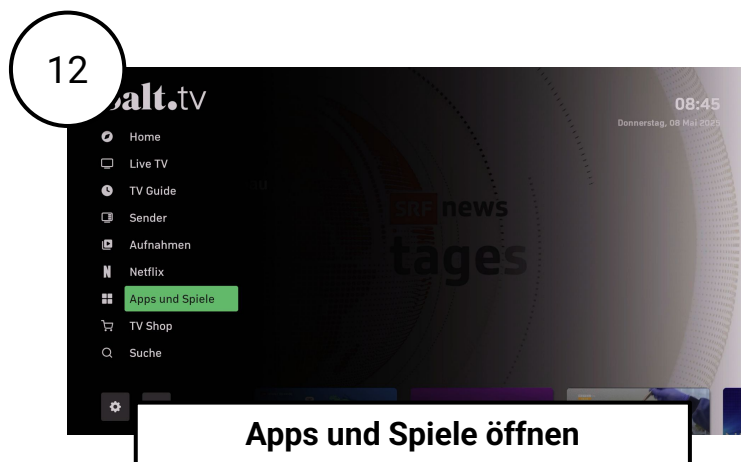 12
alt.tv
08:45
Donnerstag, 08 Mai 2025
Home
Live TV
TV Guide
Sender
Aufnahmen
Netflix
Apps und Spiele
TV Shop
Suche
SRF news
tages
Apps und Spiele öffnen